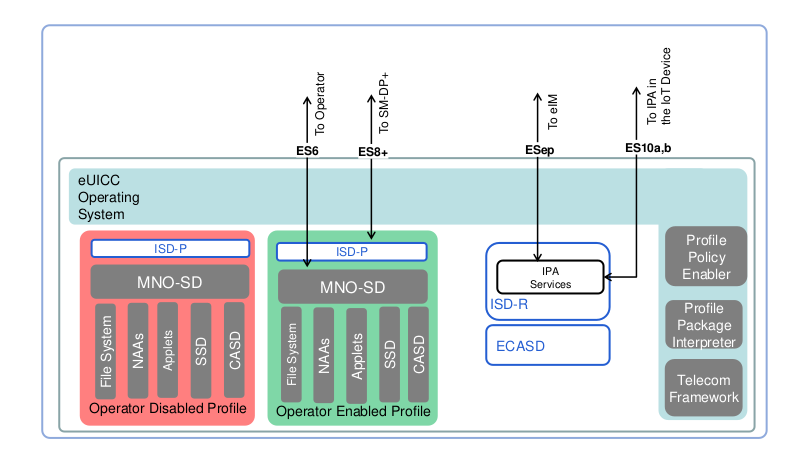 To Operator
To SM-DP+
To eIM
To IPA in
the IoT Device
ES6
ES8+
ESep
ES10a,b
eUICC
Operating
System
ISD-P
MNO-SD
File System
NAAs
Applets
SSD
CASD
Operator Disabled Profile
ISD-P
MNO-SD
File System
NAAs
Applets
SSD
CASD
Operator Enabled Profile
IPA
Services
ISD-R
ECASD
Profile
Policy
Enabler
Profile
Package
Interpreter
Telecom
Framework